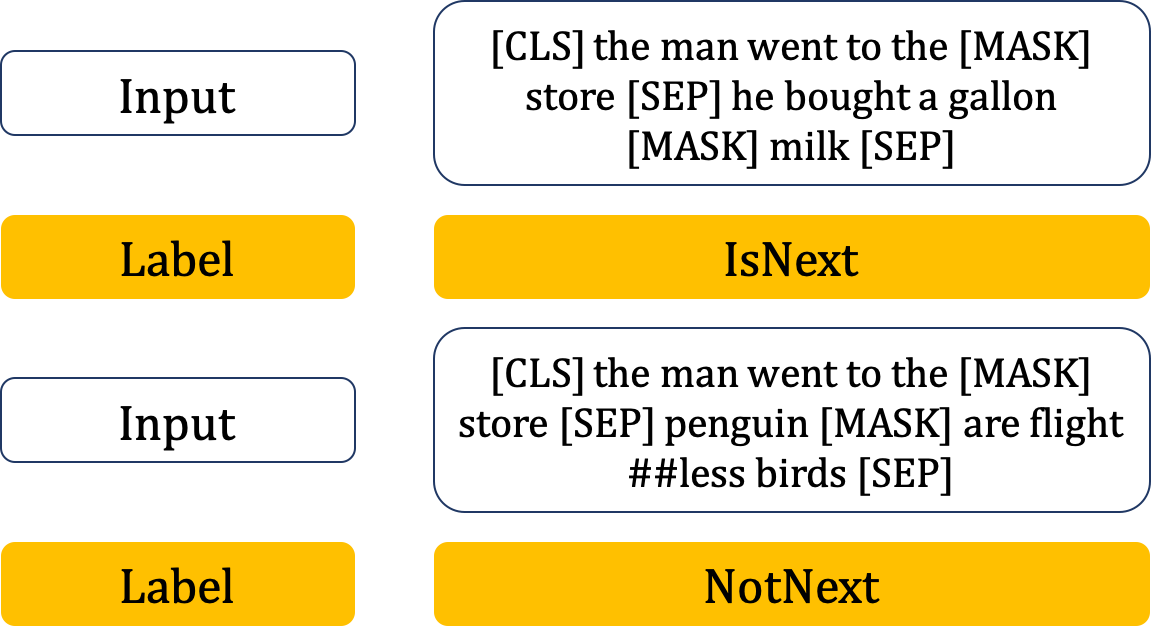 Input
[CLS] the man went to the [MASK]
store [SEP] he bought a gallon
[MASK] milk [SEP]
Label
IsNext
Input
[CLS] the man went to the [MASK]
store [SEP] penguin [MASK] are flight
##less birds [SEP]
Label
NotNext